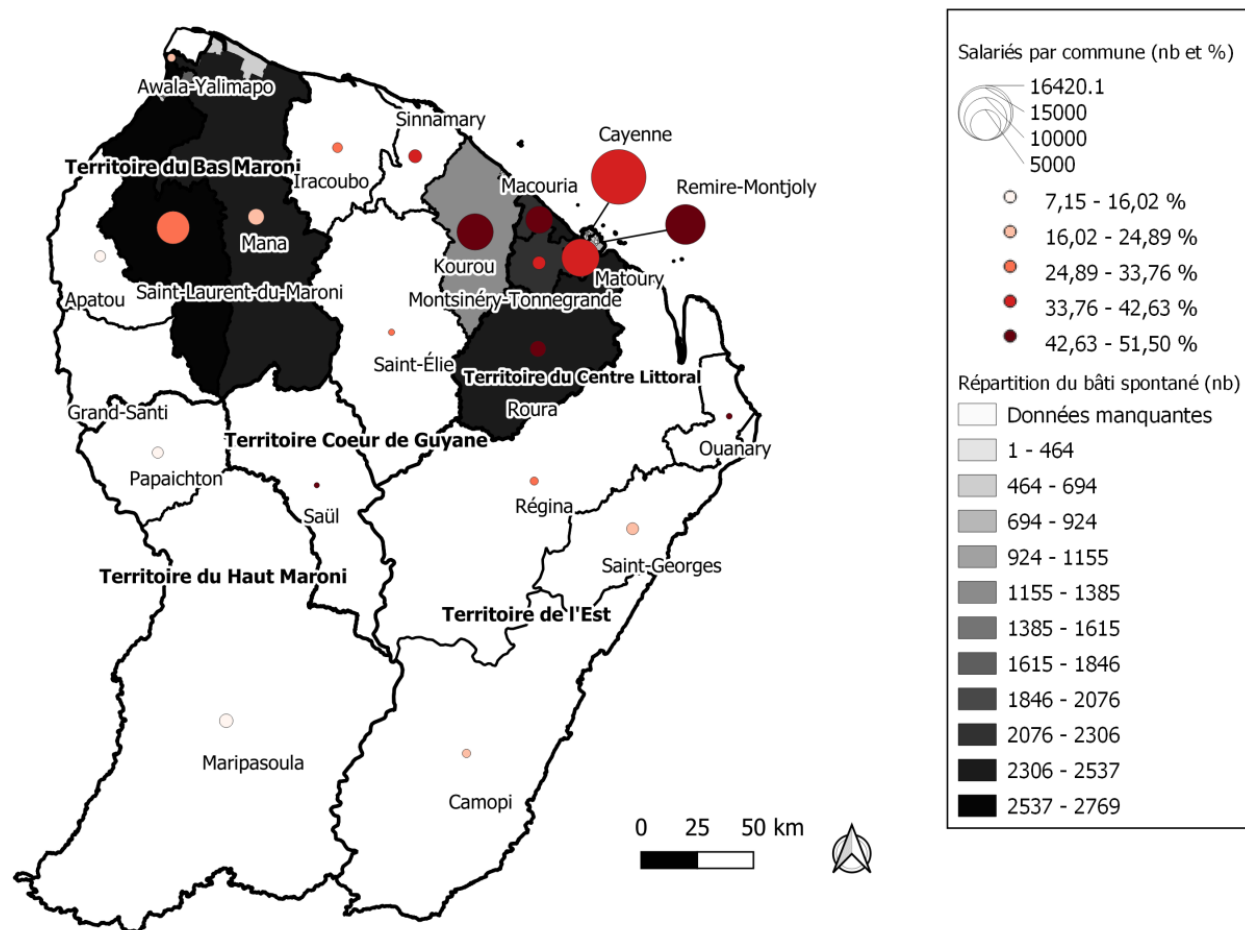 Awala-Yalimapo
Sinnamary
Cayenne
Territoire du Bas Maroni
Iracoubo
Macouria
Remire-Montjoly
Mana
Kourou
Matoury
Apatou
Saint-Laurent-du-Maroni
Montsinéry-Tonnegrande
Saint-Élie
Territoire du Centre Littoral
Grand-Santi
Roura
Territoire Coeur de Guyane
Ouanary
Papaichton
Saül
Régina
Saint-Georges
Territoire du Haut Maroni
Territoire de l'Est
Maripasoula
Camopi
0 25 50 km
Salariés par commune (nb et %)
16420.1
15000
10000
5000
7,15 - 16,02 %
16,02 - 24,89 %
24,89 - 33,76 %
33,76 - 42,63 %
42,63 - 51,50 %
Répartition du bâti spontané (nb)
Données manquantes
1 - 464
464 - 694
694 - 924
924 - 1155
1155 - 1385
1385 - 1615
1615 - 1846
1846 - 2076
2076 - 2306
2306 - 2537
2537 - 2769